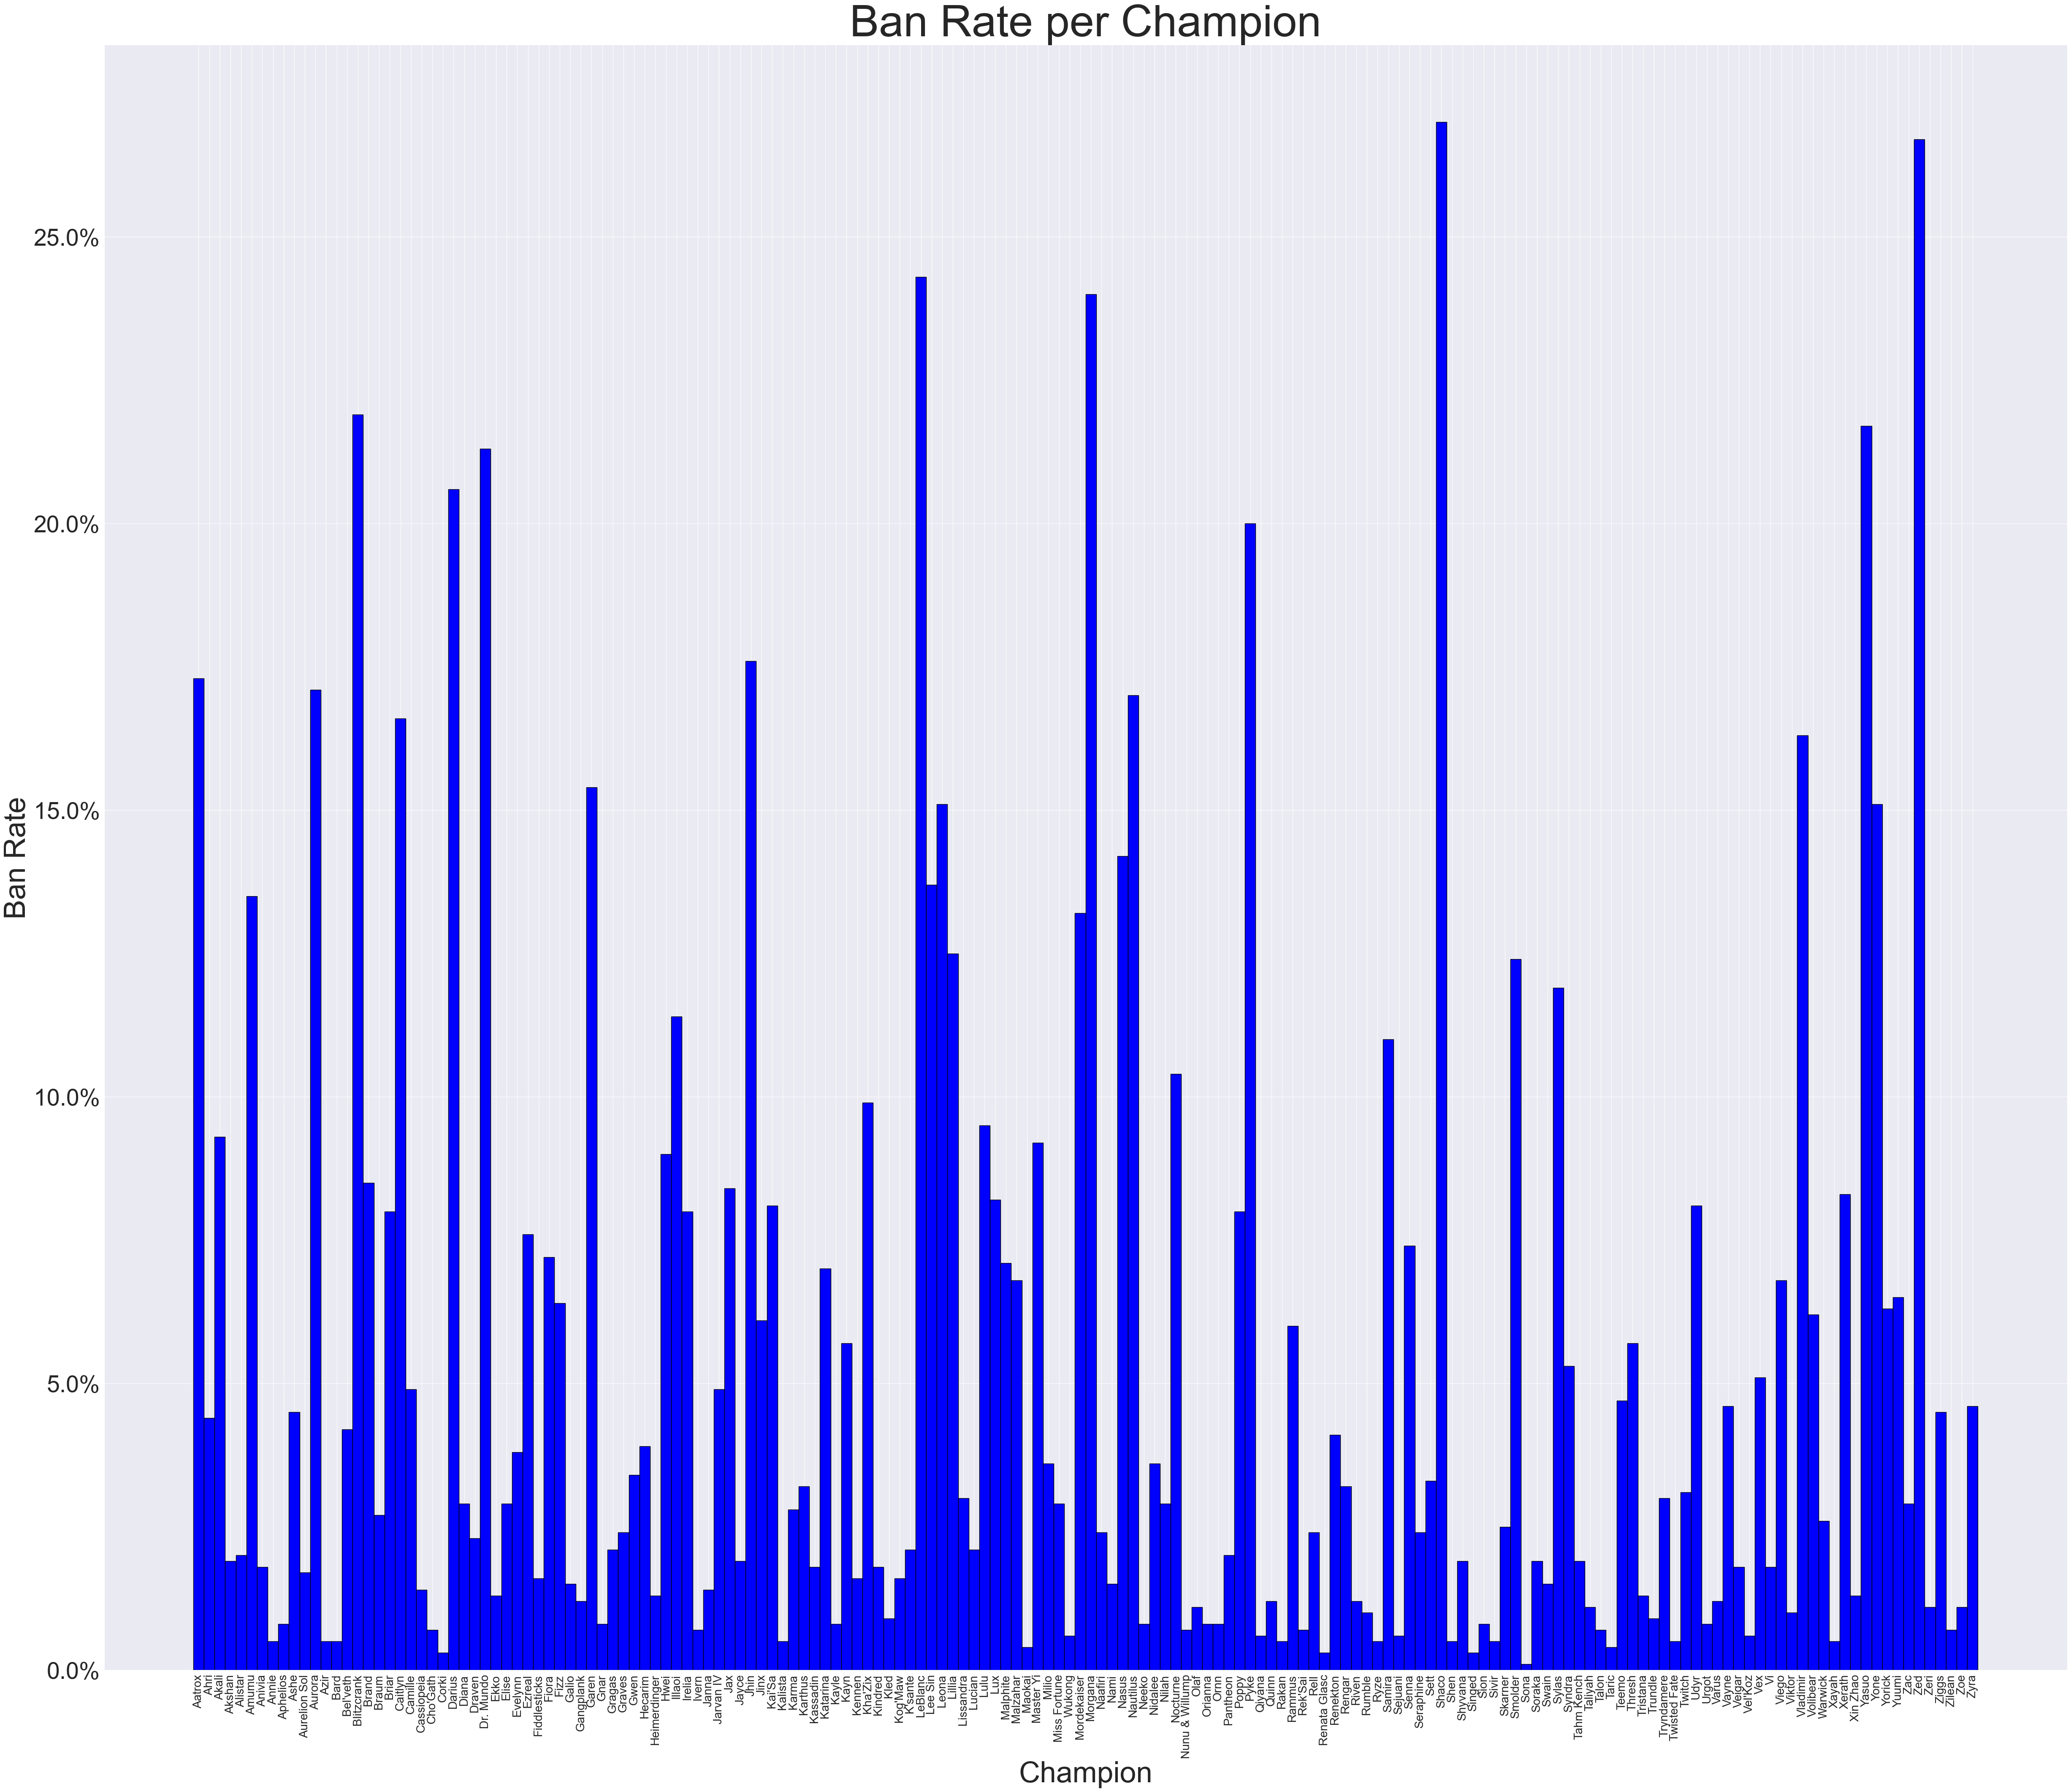 Ban Rate per Champion
Ban Rate
25.0%
20.0%
15.0%
10.0%
5.0%
0.0%
Aatrox
Ahri
Akali
Akshan
Alistar
Amumu
Anivia
Annie
Aphelios
Ashe
Aurelion Sol
Aurora
Azir
Bard
Bel'veth
Blitzcrank
Brand
Braum
Briar
Caitlyn
Camille
Cassiopeia
Cho'Gath
Corki
Darius
Diana
Draven
Dr. Mundo
Ekko
Elise
Evelynn
Ezreal
Fiddlesticks
Fiora
Fizz
Galio
Gangplank
Garen
Gnar
Gragas
Graves
Gwen
Hecarim
Heimerdinger
Hwei
Illaoi
Irelia
Ivern
Janna
Jarvan IV
Jax
Jayce
Jhin
Jinx
Kai'Sa
Kalista
Karma
Karthus
Kassadin
Katarina
Kayle
Kayn
Kennen
Kha'Zix
Kindred
Kled
Kog'Maw
K'sante
LeBlanc
Lee Sin
Leona
Lillia
Lissandra
Lucian
Lulu
Lux
Malphite
Malzahar
Maokai
MasterYi
Milio
Miss Fortune
Wukong
Mordekaiser
Morgana
Naafiri
Nami
Nasus
Nautilus
Neeko
Nidalee
Nilah
Nocturne
Nunu & Willump
Olaf
Orianna
Ornn
Pantheon
Poppy
Pyke
Qiyana
Quinn
Rakan
Rammus
Rek'Sai
Rell
Renata Glasc
Renekton
Rengar
Riven
Rumble
Ryze
Samira
Sejuani
Senna
Seraphine
Sett
Shaco
Shen
Shyvana
Singed
Sion
Sivir
Skarner
Smolder
Sona
Soraka
Swain
Sylas
Syndra
Tahm Kench
Taliyah
Talon
Taric
Teemo
Thresh
Tristana
Trundle
Tryndamere
Twisted Fate
Twitch
Udyr
Urgot
Varus
Vayne
Veigar
Vel'Koz
Vex
Vi
Viego
Viktor
Vladimir
Volibear
Warwick
Xayah
Xerath
Xin Zhao
Yasuo
Yone
Yorick
Yuumi
Zac
Zed
Zeri
Ziggs
Zilean
Zoe
Zyra
Champion